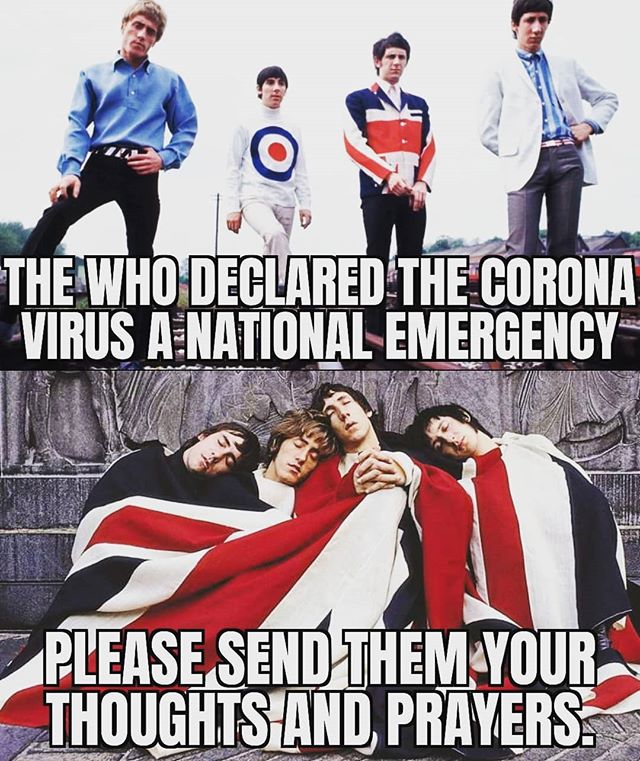 THE WHO DECLARED THE CORONA
VIRUS A NATIONAL EMERGENCY
PLEASE SEND THEM YOUR
THOUGHTS AND PRAYERS.